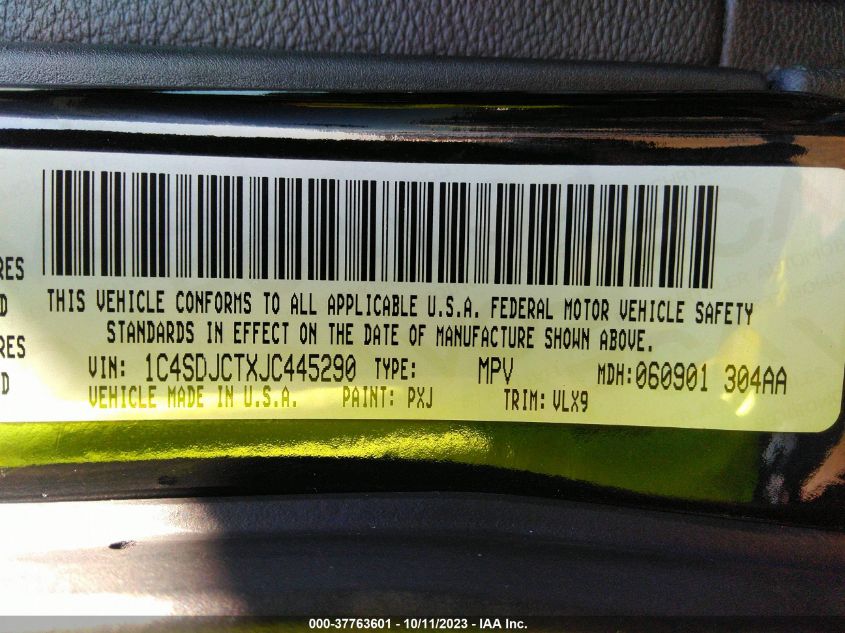 RES
D
RES
D
THIS VEHICLE CONFORMS TO ALL APPLICABLE U.S.A. FEDERAL MOTOR VEHICLE SAFETY
STANDARDS IN EFFECT ON THE DATE OF MANUFACTURE SHOWN ABOVE.
VIN: 1C4SDJCTXJC445290 TYPE: MPV MDH:060901 304AA
VEHICLE MADE IN U.S.A. PAINT: PXJ TRIM: VLX9
000-37763601 - 10/11/2023 - IAA Inc.